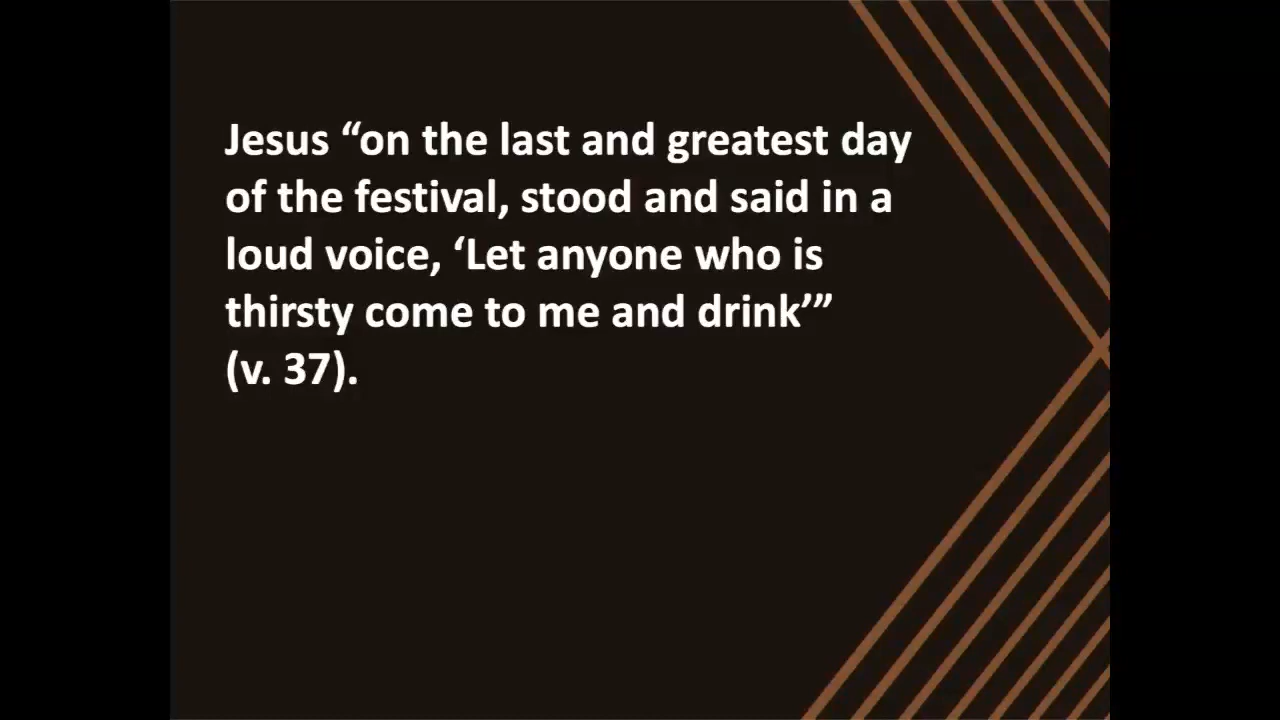 Jesus “on the last and greatest day
of the festival, stood and said in a
loud voice, ‘Let anyone who is
thirsty come to me and drink’”
(v. 37).